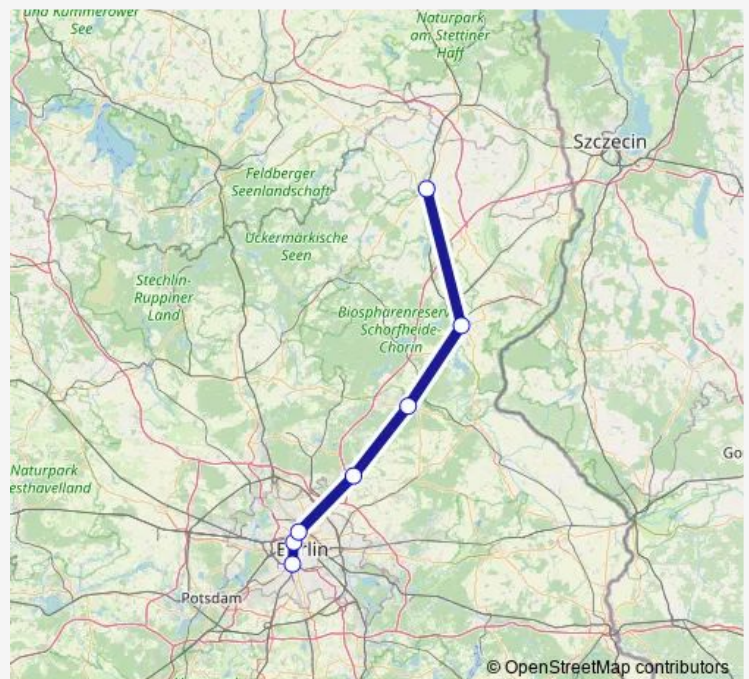 und Kummerower
See
Naturpark
am Stettiner
Haff
Szczecin
Feldberger
Seenlandschaft
Uckermärkische
Seen
Stechlin-
Ruppiner
Land
Biosphärenreserv
Schorfheide-
Chorin
Go
Naturpark
esthavelland
Berlin
Potsdam
© OpenStreetMap contributors